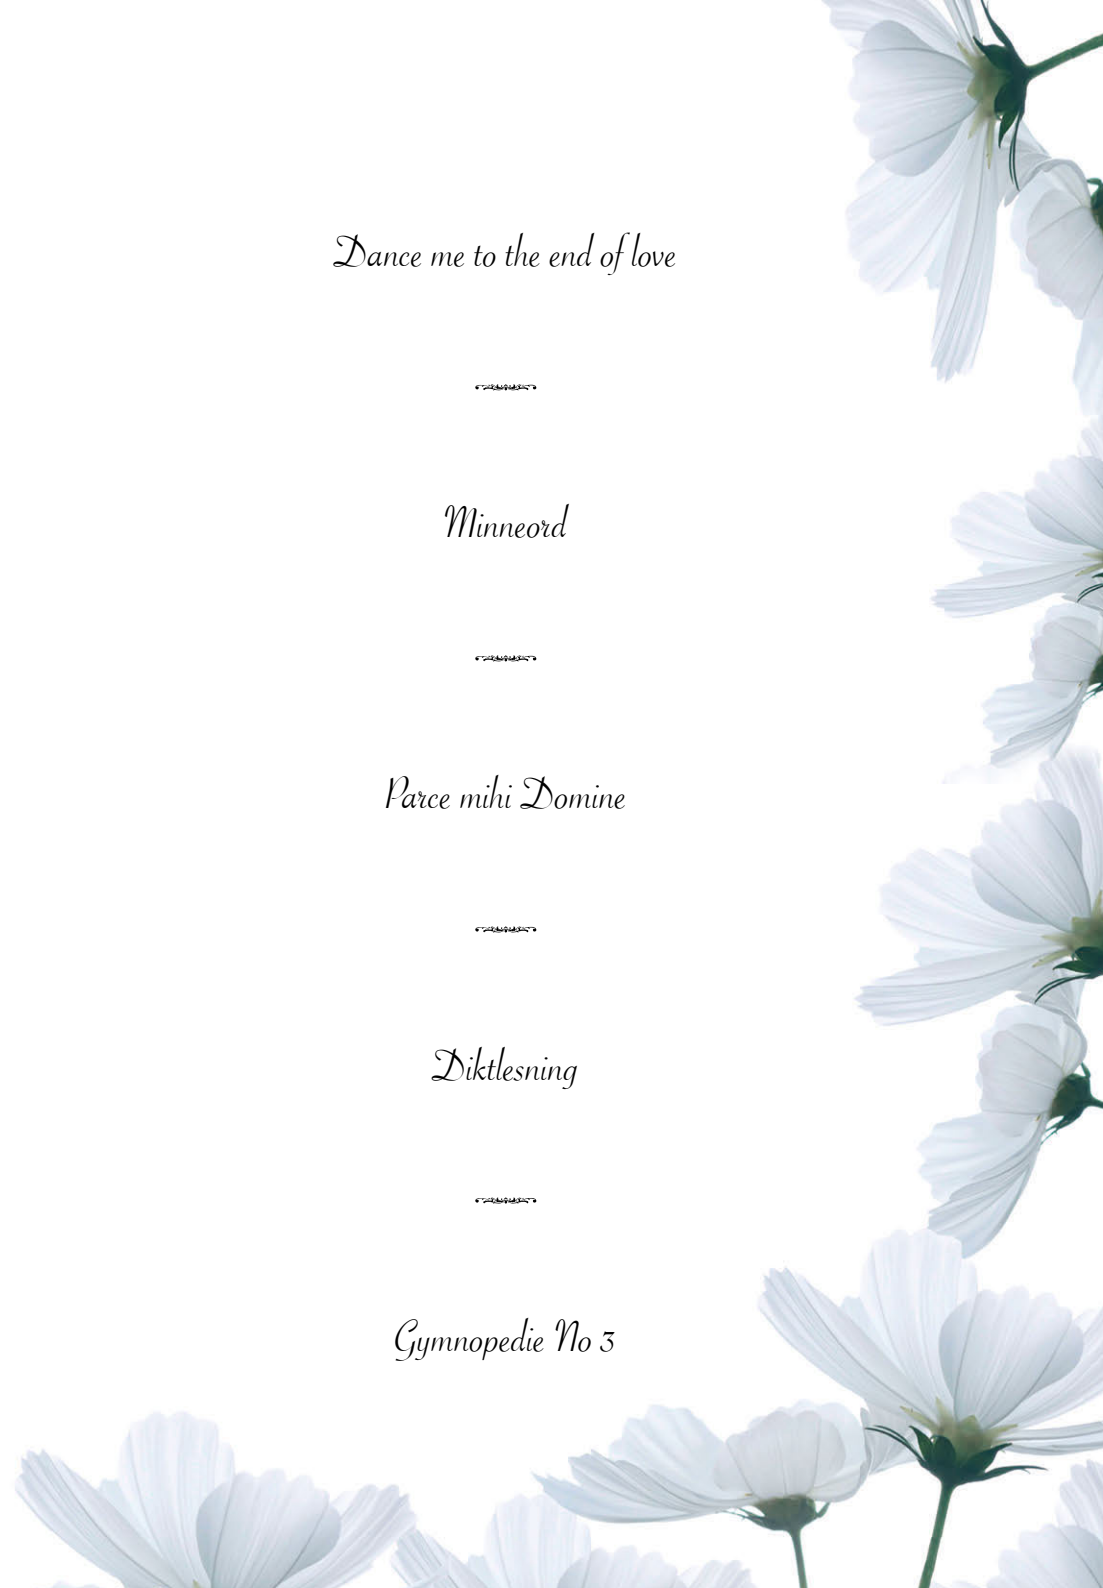 Dance me to the end of love
Minneord
Parce mihi Domine
Diktlesning
Gymnopedie No 3